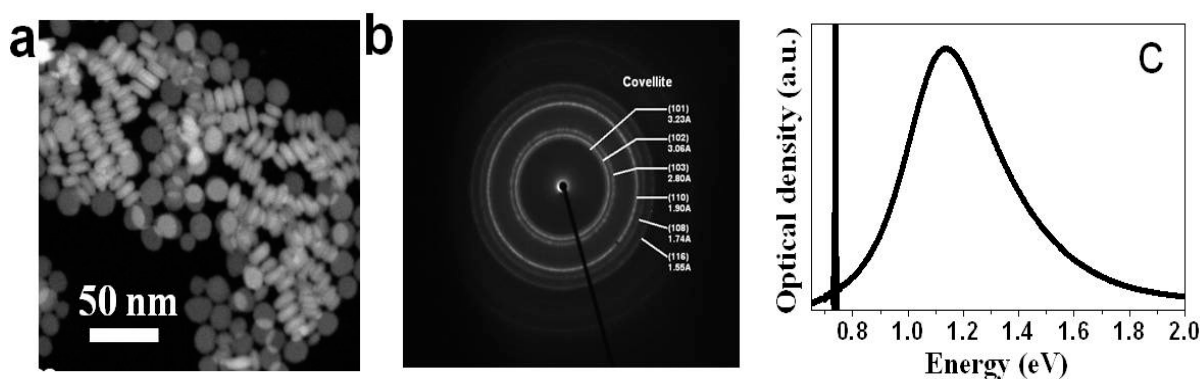 a
50 nm
b
Covellite
(101)
3.23A
(102)
3.06A
(103)
2.80A
(110)
1.90A
(108)
1.74A
(116)
1.55A
C
Optical density (a.u.)
0.8 1.0 1.2 1.4 1.6 1.8 2.0
Energy (eV)